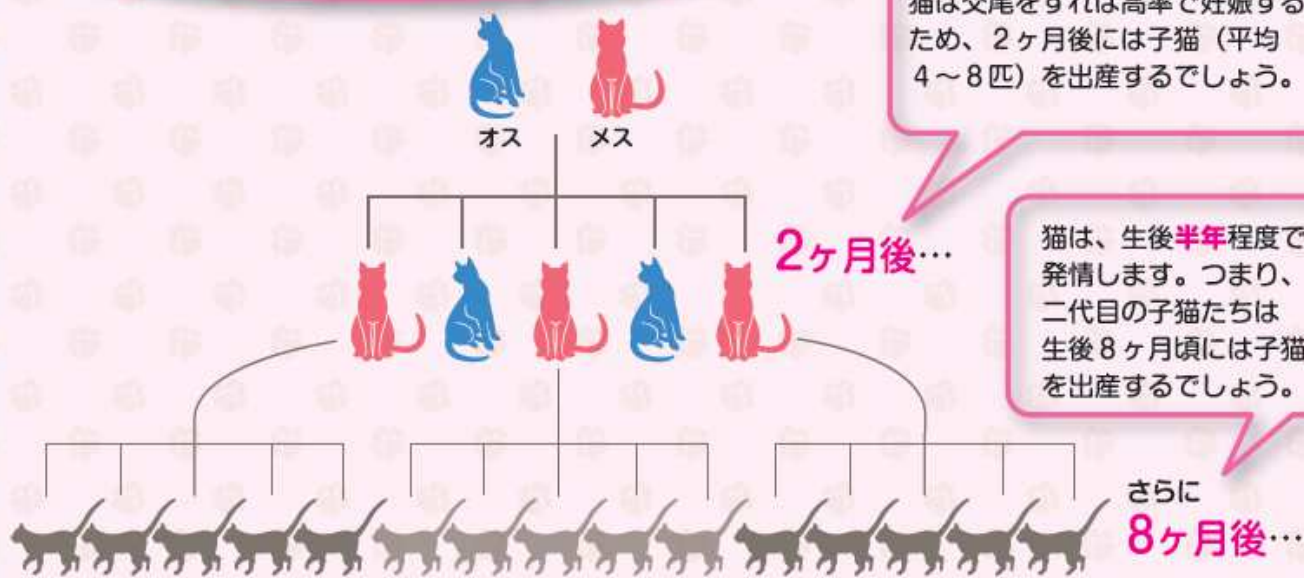 猫は交尾をすれば高率で妊娠する
ため、2ヶ月後には子猫（平均
4～8匹）を出産するでしょう。
オス
メス
2ヶ月後…
猫は、生後半年程度で
発情します。つまり、
二代目の子猫たちは
生後8ヶ月頃には子猫
を出産するでしょう。
さらに
8ヶ月後…